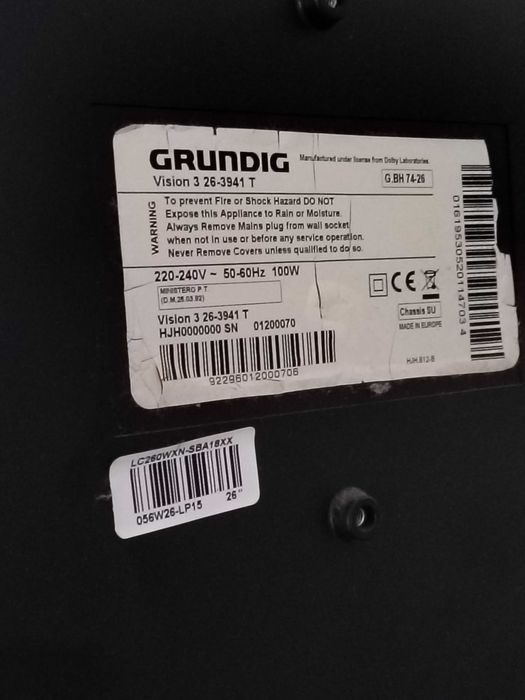 GRUNDIG
Manufactured under license from Dolby Laboratories.
Vision 3 26-3941 T
G.BH 74-26
WARNING
To prevent Fire or Shock Hazard DO NOT
Expose this Appliance to Rain or Moisture.
Always Remove Mains plug from wall socket
when not in use or before any service operation.
Never Remove Covers unless qualified to do so.
220-240V ~ 50-60Hz 100W
CE
MINISTERO P.T.
(D.M.25.03.92)
Chassis SU
MADE IN EUROPE
Vision 3 26-3941 T
HJH0000000 SN 01200070
92296012000706
HJH.812-B
01619530520114703 4
LC260WXN-SBA18XX
056W26-LP15 26"